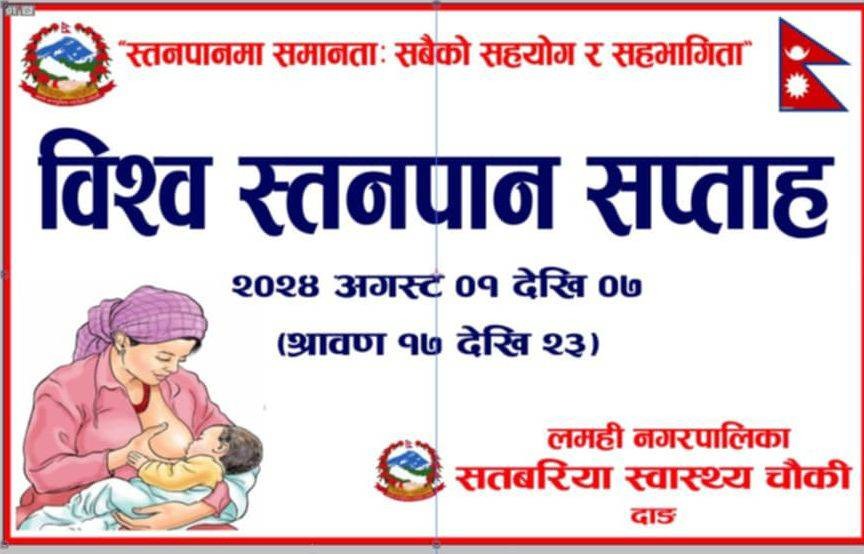 "स्तनपानमा समानताः सबैको सहयोग र सहभागिता"
विश्व स्तनपान सप्ताह
२०२४ अगस्ट ०१ देखि ०७
(श्रावण १७ देखि २३)
लमही नगरपालिका
सतबरिया स्वास्थ्य चौकी
दाङ